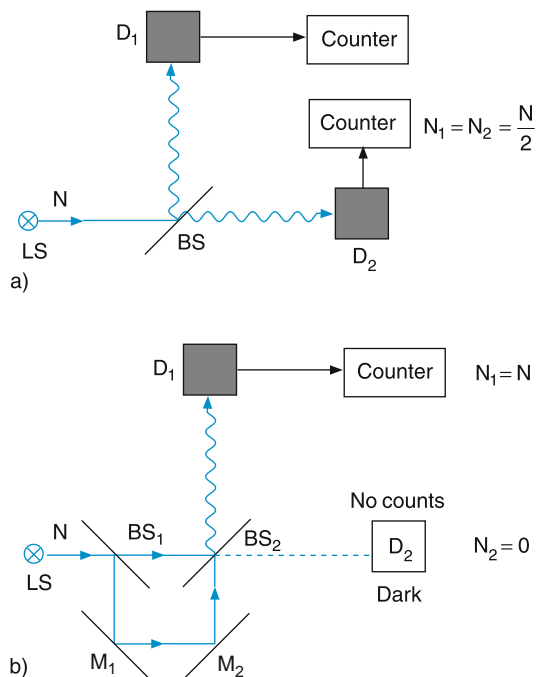 D₁
Counter
Counter
N₁ = N₂ = N/2
N
LS
BS
D₂
a)
D₁
Counter
N₁ = N
No counts
N
BS₁
BS₂
D₂
N₂ = 0
LS
Dark
M₁
M₂
b)